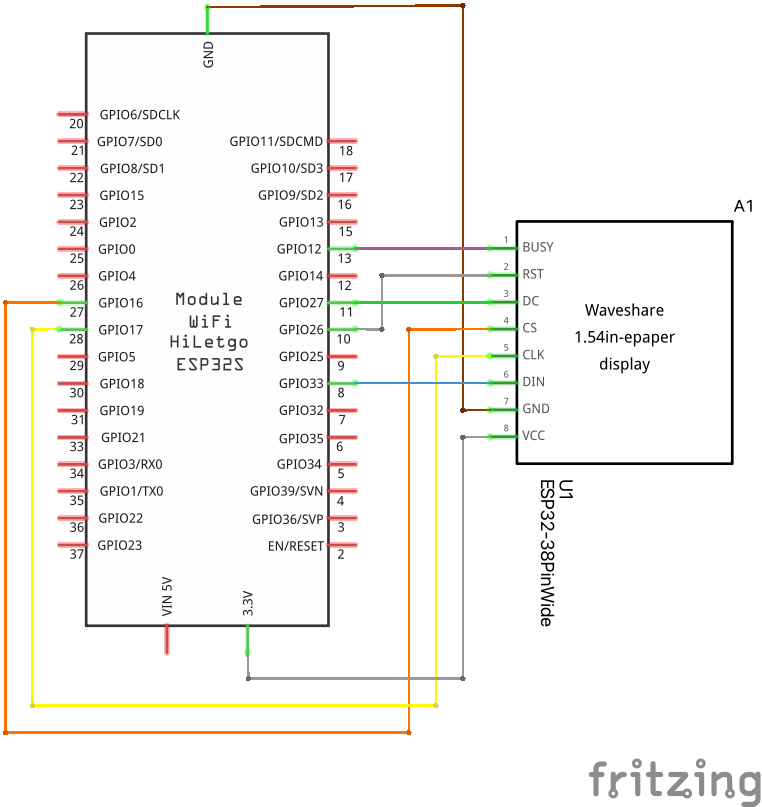 GND
GPIO6/SDCLK
20
GPIO7/SD0
21
GPIO8/SD1
22
GPIO15
23
GPIO2
24
GPIO0
25
GPIO4
26
GPIO16
27
GPIO17
28
GPIO5
29
GPIO18
30
GPIO19
31
GPIO21
33
GPIO3/RX0
34
GPIO1/TX0
35
GPIO22
36
GPIO23
37
Module
WiFi
HiLetgo
ESP32S
GPIO11/SDCMD
18
GPIO10/SD3
17
GPIO9/SD2
16
GPIO13
15
GPIO12
13
GPIO14
12
GPIO27
11
GPIO26
10
GPIO25
9
GPIO33
8
GPIO32
7
GPIO35
6
GPIO34
5
GPIO39/SVN
4
GPIO36/SVP
3
EN/RESET
2
VIN 5V
3.3V
A1
1 BUSY
2 RST
3 DC
4 CS
5 CLK
6 DIN
7 GND
8 VCC
Waveshare
1.54in-epaper
display
U1
ESP32-38PinWide
fritzing